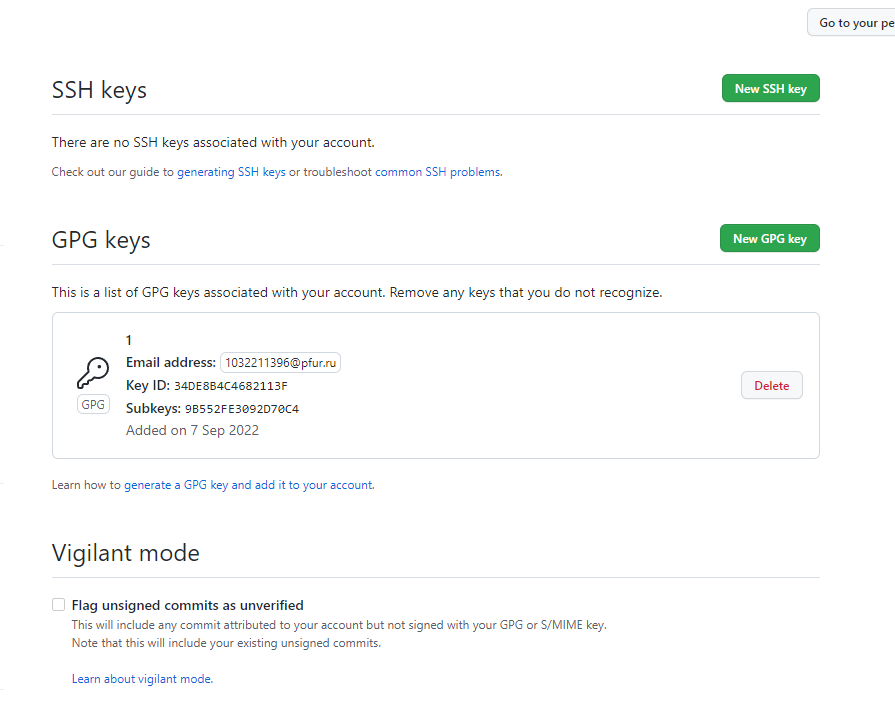 Go to your pe
SSH keys
New SSH key
There are no SSH keys associated with your account.
Check out our guide to generating SSH keys or troubleshoot common SSH problems.
GPG keys
New GPG key
This is a list of GPG keys associated with your account. Remove any keys that you do not recognize.
1
Email address: 1032211396@pfur.ru
Key ID: 34DE8B4C4682113F
Subkeys: 9B552FE3092D70C4
Added on 7 Sep 2022
GPG
Delete
Learn how to generate a GPG key and add it to your account.
Vigilant mode
Flag unsigned commits as unverified
This will include any commit attributed to your account but not signed with your GPG or S/MIME key.
Note that this will include your existing unsigned commits.
Learn about vigilant mode.